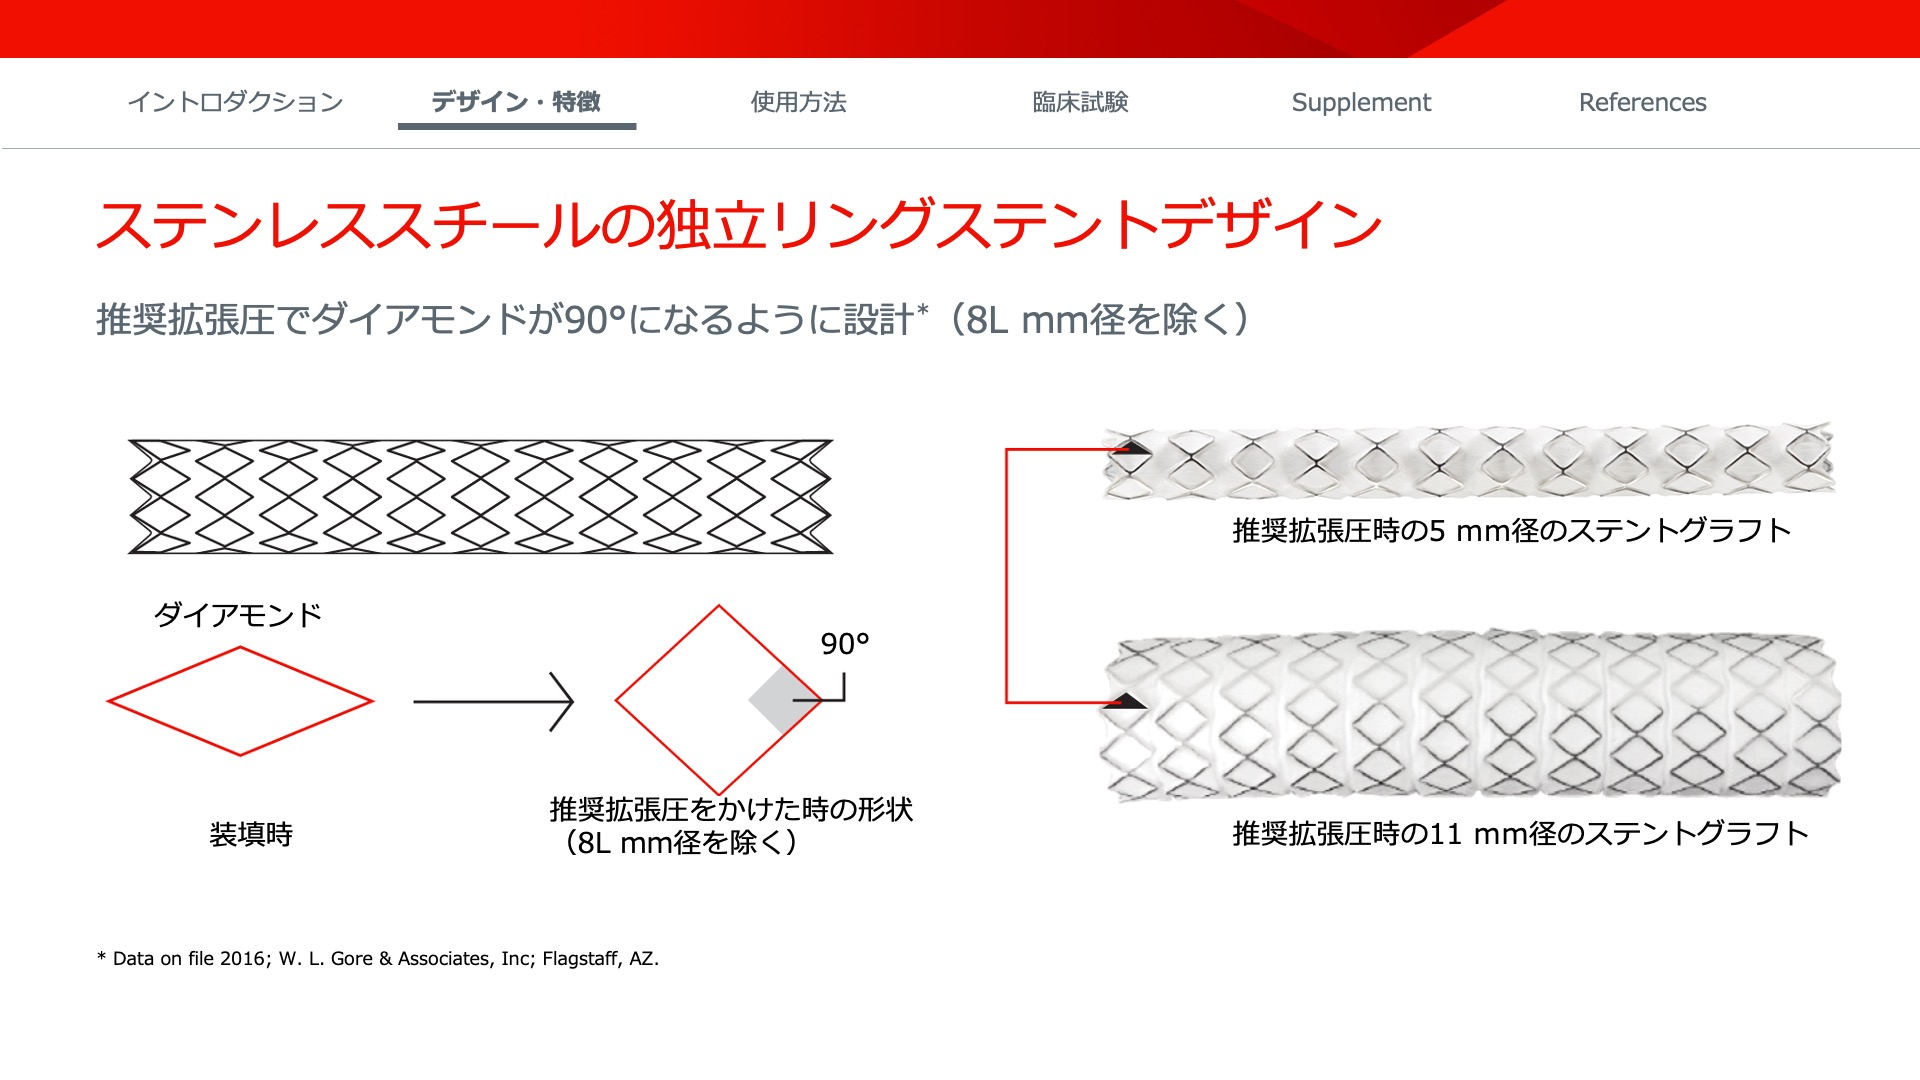 イントロダクション
デザイン・特徴
使用方法
臨床試験
Supplement
References
ステンレススチールの独立リングステントデザイン
推奨拡張圧でダイアモンドが90°になるように設計*（8L mm径を除く）
ダイアモンド
装填時
90°
推奨拡張圧をかけた時の形状
（8L mm径を除く）
推奨拡張圧時の5 mm径のステントグラフト
推奨拡張圧時の11 mm径のステントグラフト
* Data on file 2016; W. L. Gore & Associates, Inc; Flagstaff, AZ.